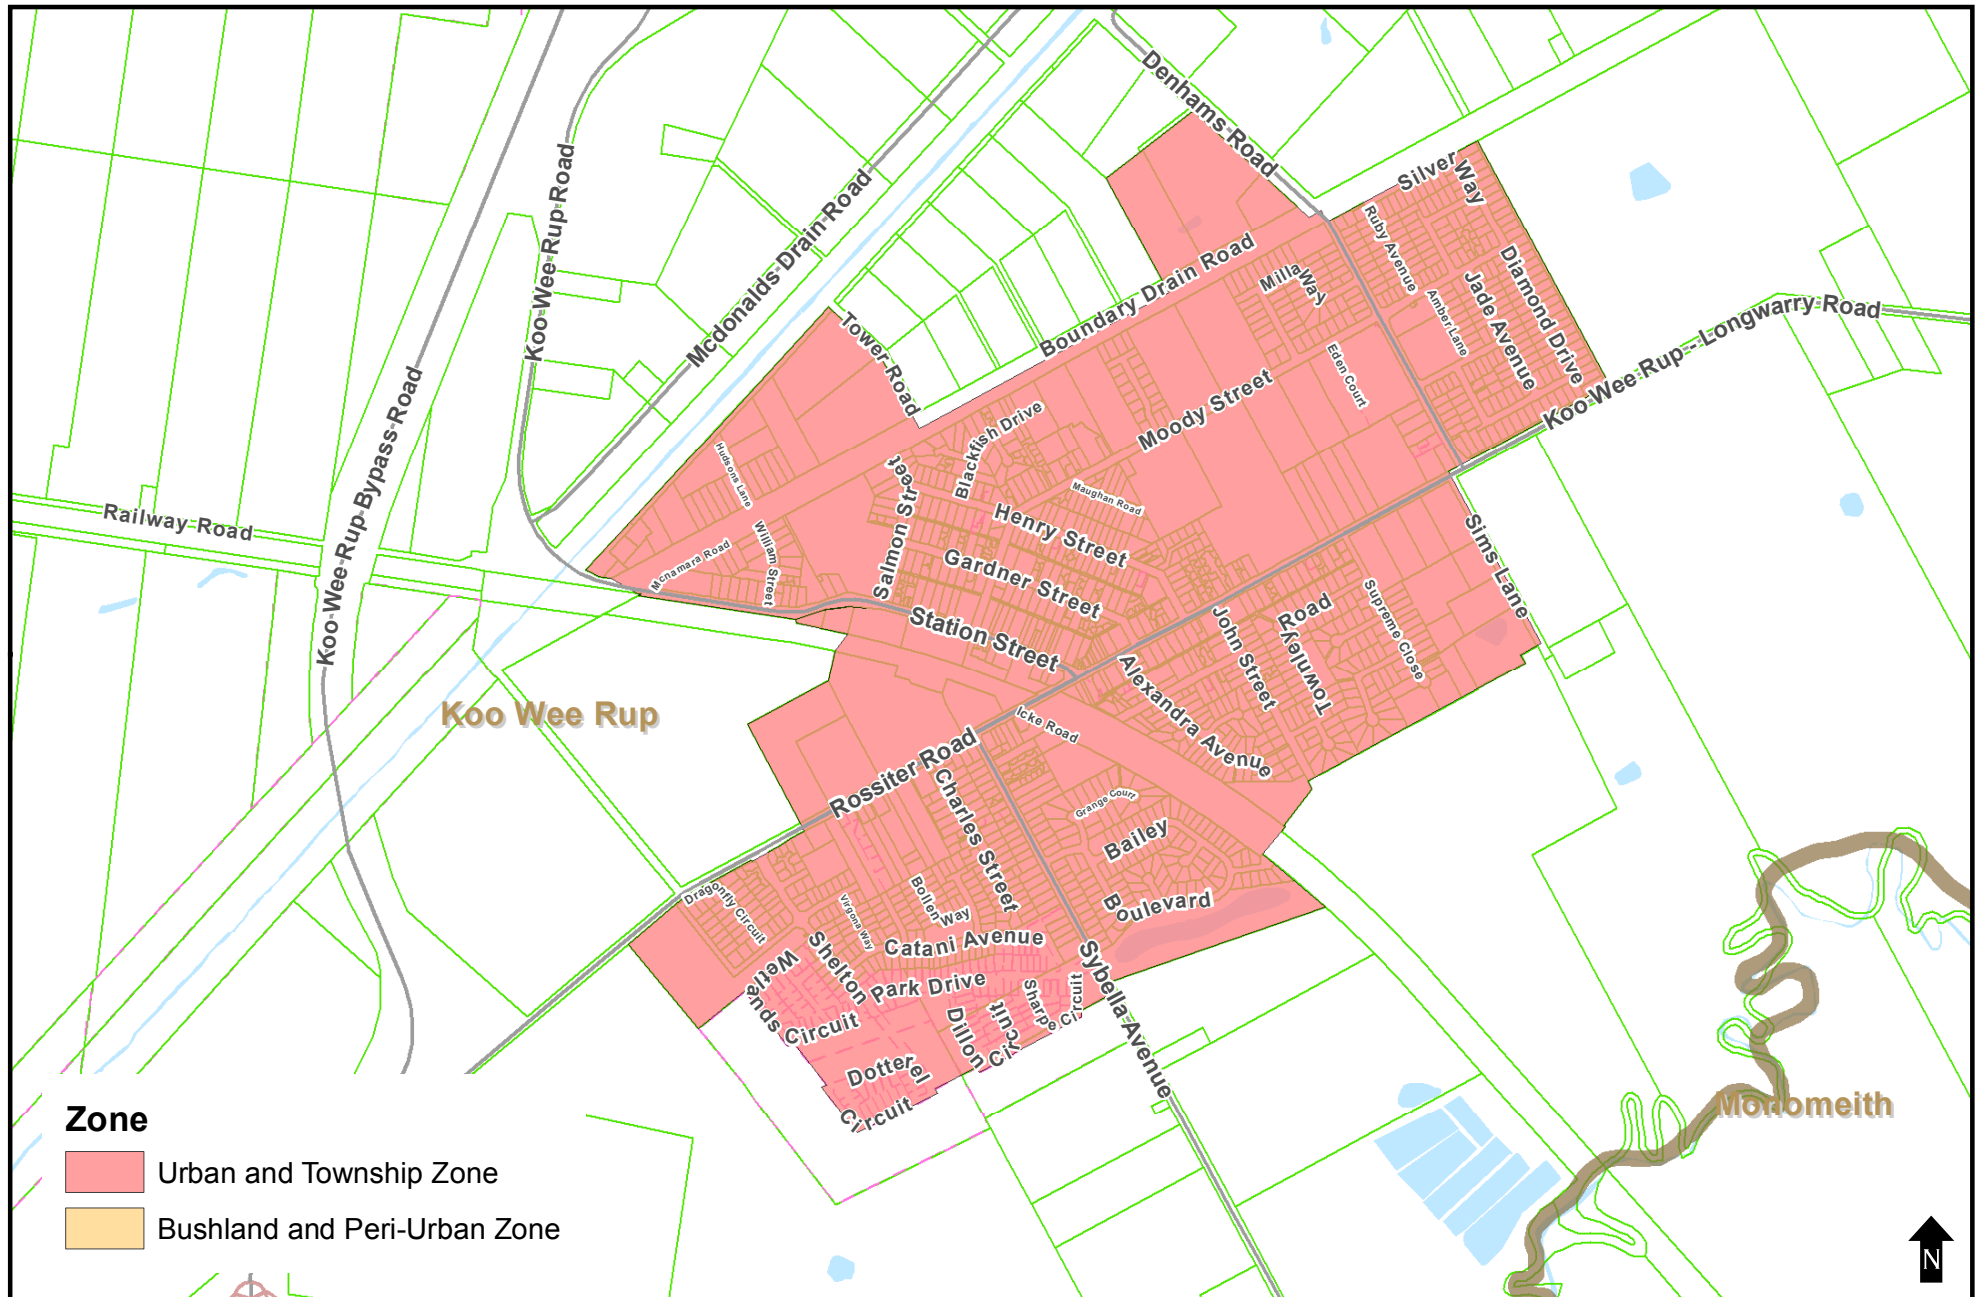 Denhams Road
Silver Way
Koo Wee Rup Road
Mcdonalds Drain Road
Ruby Avenue
Boundary Drain Road
Milla Way
Diamond Drive
Jade Avenue
Amber Lane
Koo Wee Rup - Longwarry Road
Tower Road
Eden Court
Koo Wee Rup Bypass Road
Moody Street
Blackfish Drive
Hudsons Lane
Salmon Street
Maughan Road
Railway Road
Henry Street
William Street
Mcnamara Road
Gardner Street
Sims Lane
Station Street
John Street
Townley Road
Supreme Close
Alexandra Avenue
Koo Wee Rup
Icke Road
Rossiter Road
Charles Street
Grange Court
Bailey Boulevard
Dragonfly Circuit
Virgona Way
Bollen Way
Catani Avenue
Shelton Park Drive
Wetlands Circuit
Sybella Avenue
Sharpe Circuit
Dillon Circuit
Dotterel Circuit
Monomeith
Zone
Urban and Township Zone
Bushland and Peri-Urban Zone
N